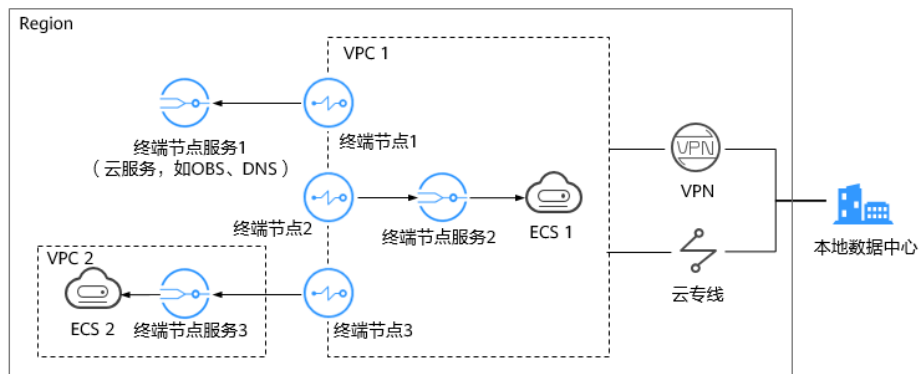 Region
VPC 1
终端节点服务1
（云服务，如OBS、DNS）
终端节点1
VPN
VPN
终端节点2
终端节点服务2
ECS 1
本地数据中心
云专线
VPC 2
ECS 2
终端节点服务3
终端节点3